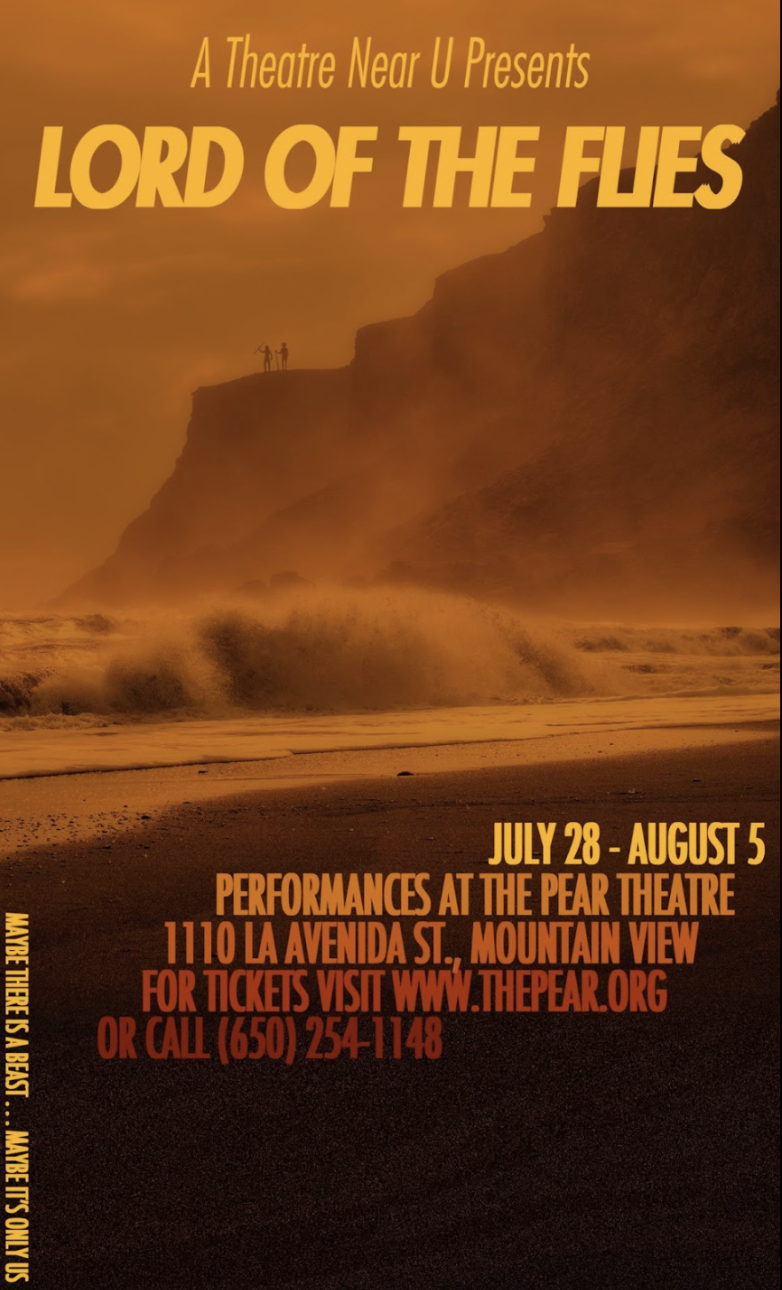 A Theatre Near U Presents
LORD OF THE FLIES
JULY 28 - AUGUST 5
PERFORMANCES AT THE PEAR THEATRE
1110 LA AVENIDA ST., MOUNTAIN VIEW
FOR TICKETS VISIT WWW.THEPEAR.ORG
OR CALL (650) 254-1148
MAYBE THERE IS A BEAST . . . MAYBE IT'S ONLY US